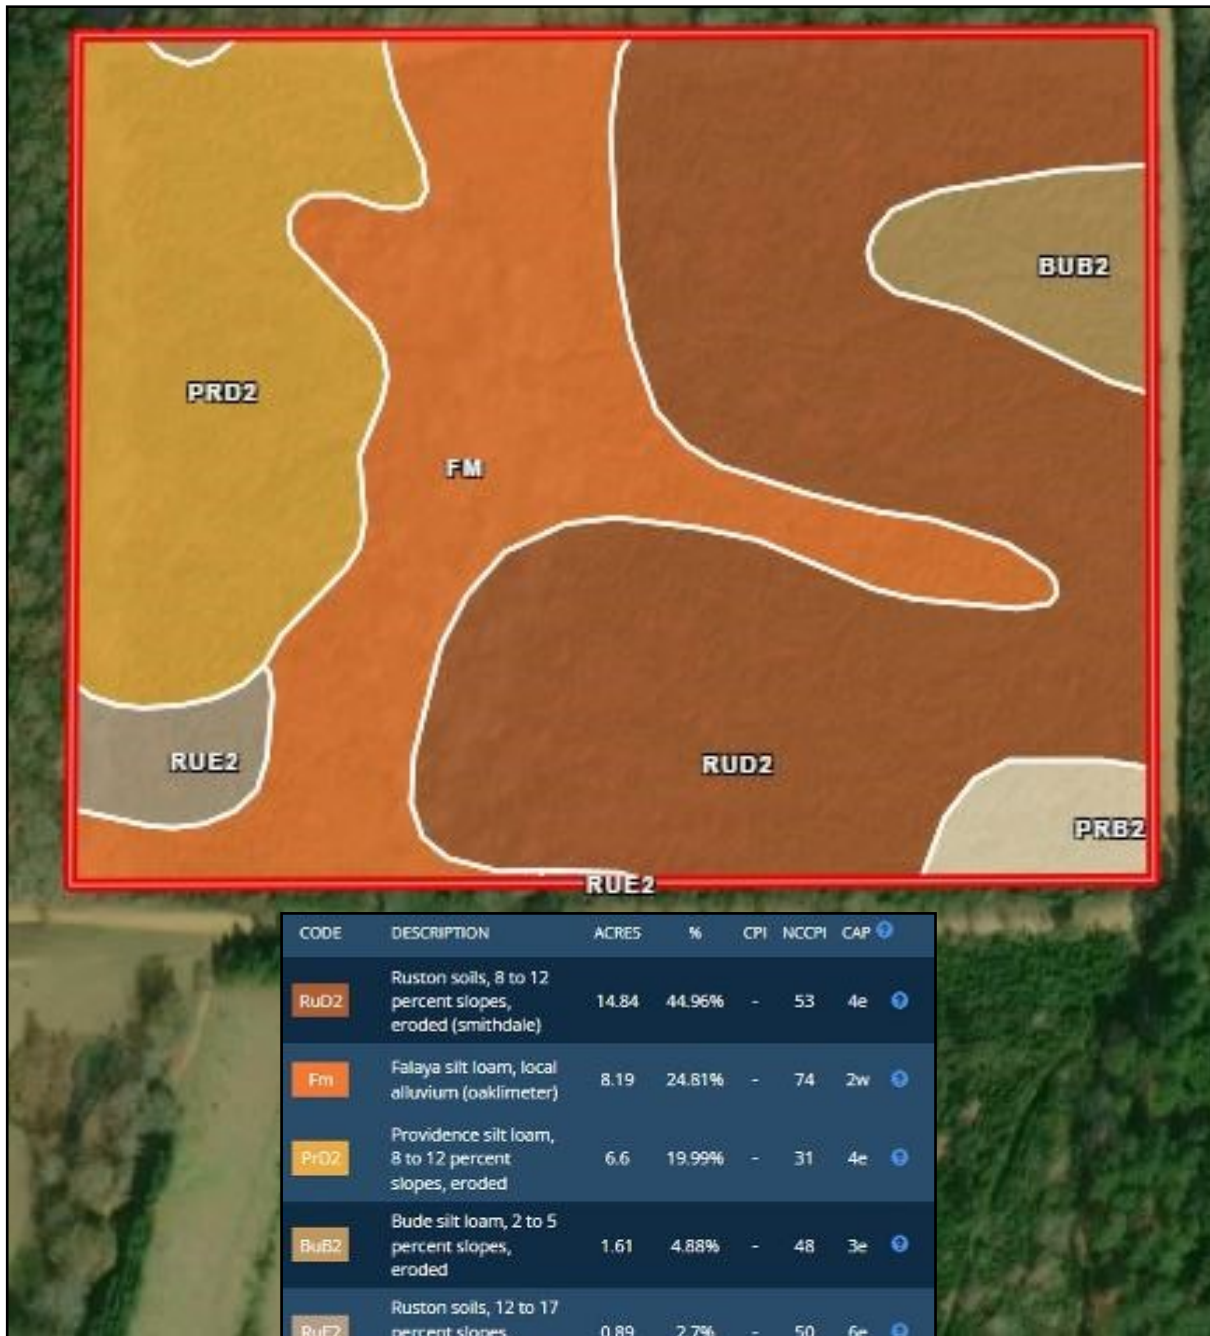 BUB2
PRD2
FM
RUE2
RUD2
PRB2
RUE2
CODE DESCRIPTION ACRES % CPI NCCPI CAP ?
RuD2 Ruston soils, 8 to 12 percent slopes, eroded (smithdale) 14.84 44.96% - 53 4e ?
Fm Falaya silt loam, local alluvium (oaklimeter) 8.19 24.81% - 74 2w ?
PrD2 Providence silt loam, 8 to 12 percent slopes, eroded 6.6 19.99% - 31 4e ?
BuB2 Bude silt loam, 2 to 5 percent slopes, eroded 1.61 4.88% - 48 3e ?
RuE2 Ruston soils, 12 to 17 percent slopes, 0.89 2.7% - 50 6e ?